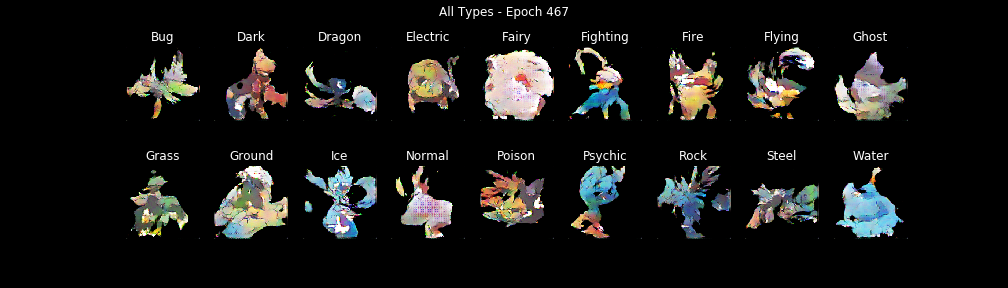 All Types - Epoch 467
Bug Dark Dragon Electric Fairy Fighting Fire Flying Ghost
Grass Ground Ice Normal Poison Psychic Rock Steel Water